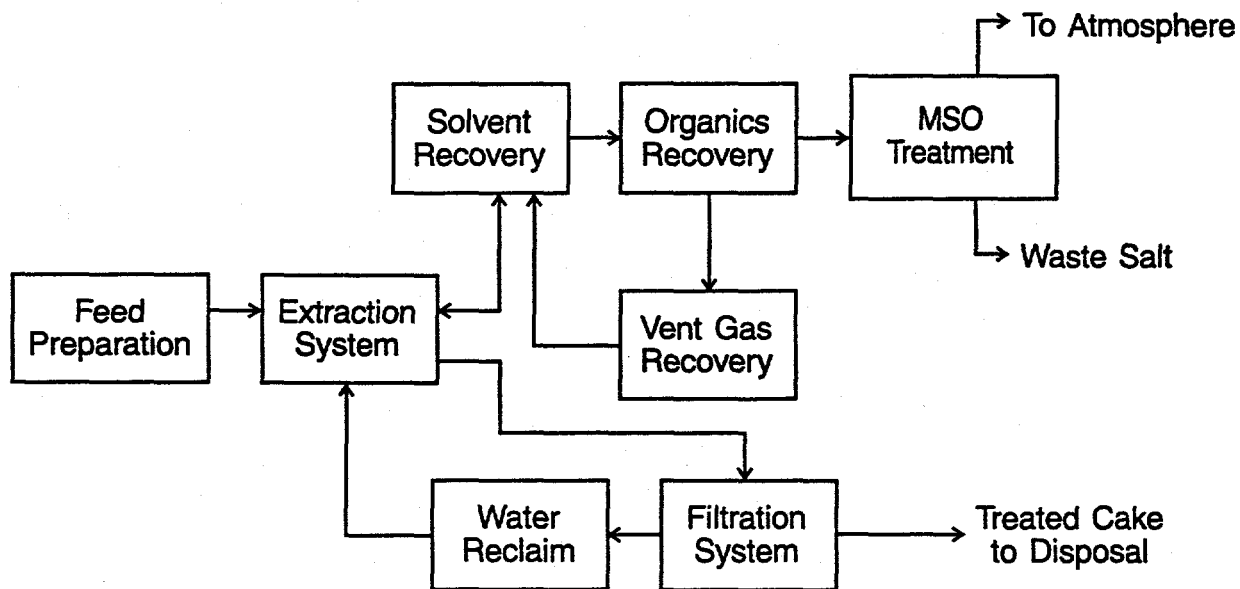 To Atmosphere
Solvent
Recovery
Organics
Recovery
MSO
Treatment
Waste Salt
Feed
Preparation
Extraction
System
Vent Gas
Recovery
Water
Reclaim
Filtration
System
Treated Cake
to Disposal